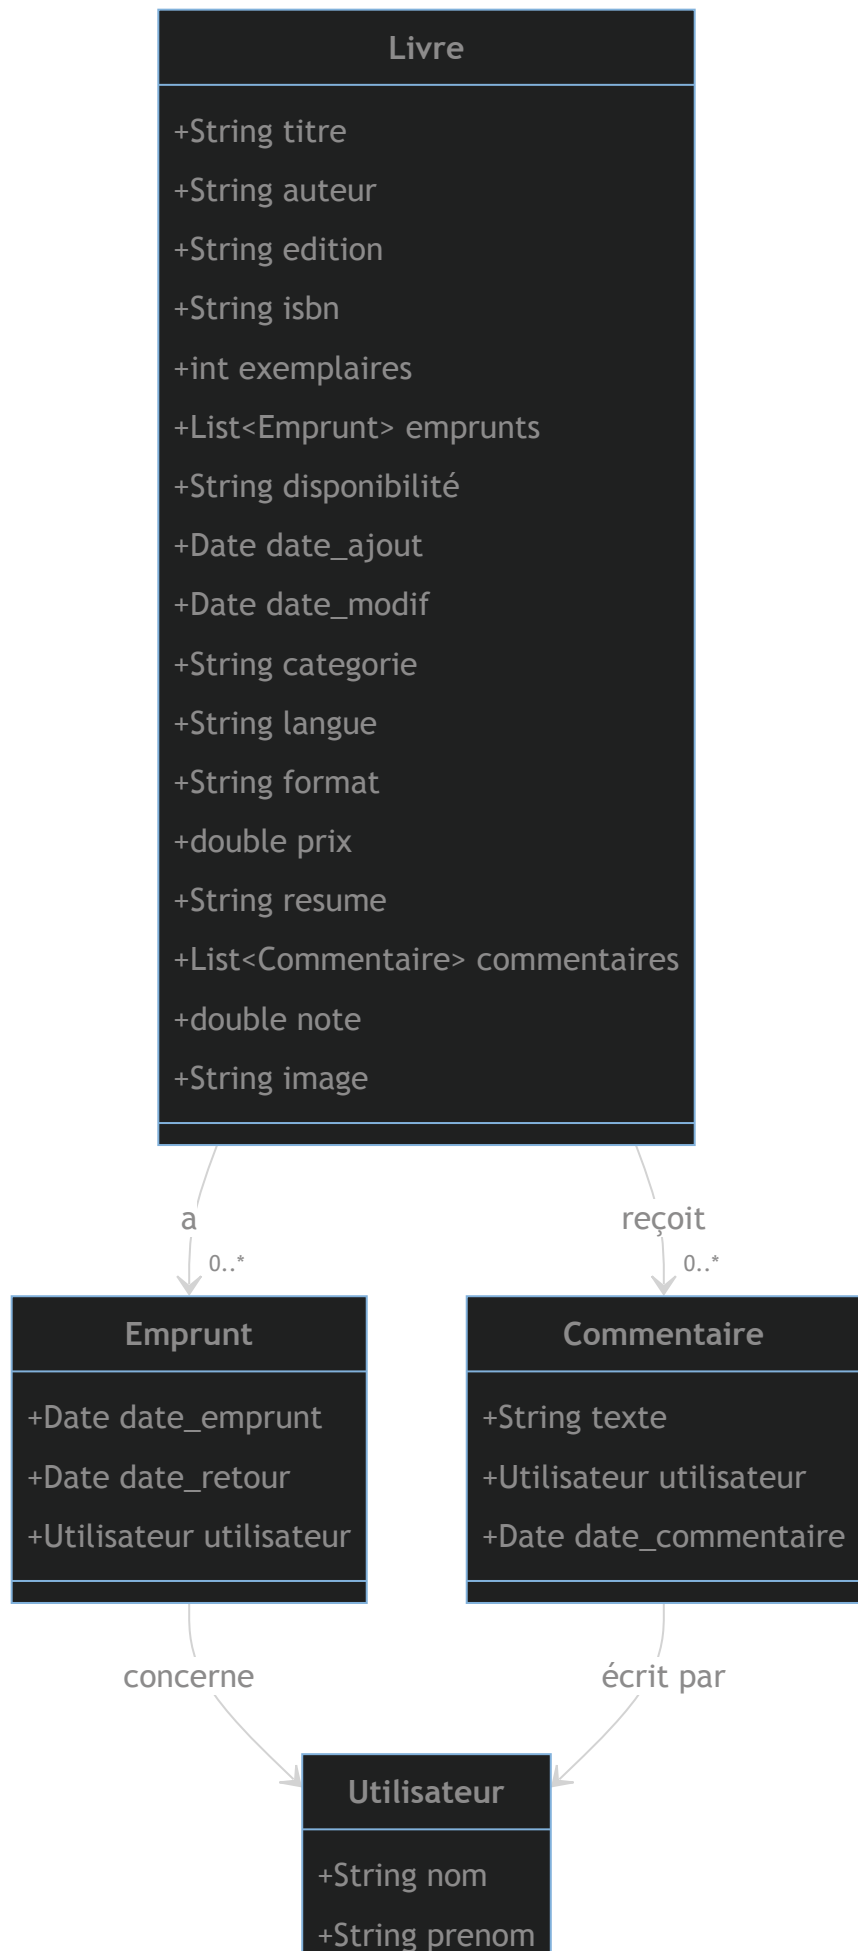 Livre
+String titre
+String auteur
+String edition
+String isbn
+int exemplaires
+List<Emprunt> emprunts
+String disponibilité
+Date date_ajout
+Date date_modif
+String categorie
+String langue
+String format
+double prix
+String resume
+List<Commentaire> commentaires
+double note
+String image
a
reçoit
0..*
0..*
Emprunt
+Date date_emprunt
+Date date_retour
+Utilisateur utilisateur
Commentaire
+String texte
+Utilisateur utilisateur
+Date date_commentaire
concerne
écrit par
Utilisateur
+String nom
+String prenom